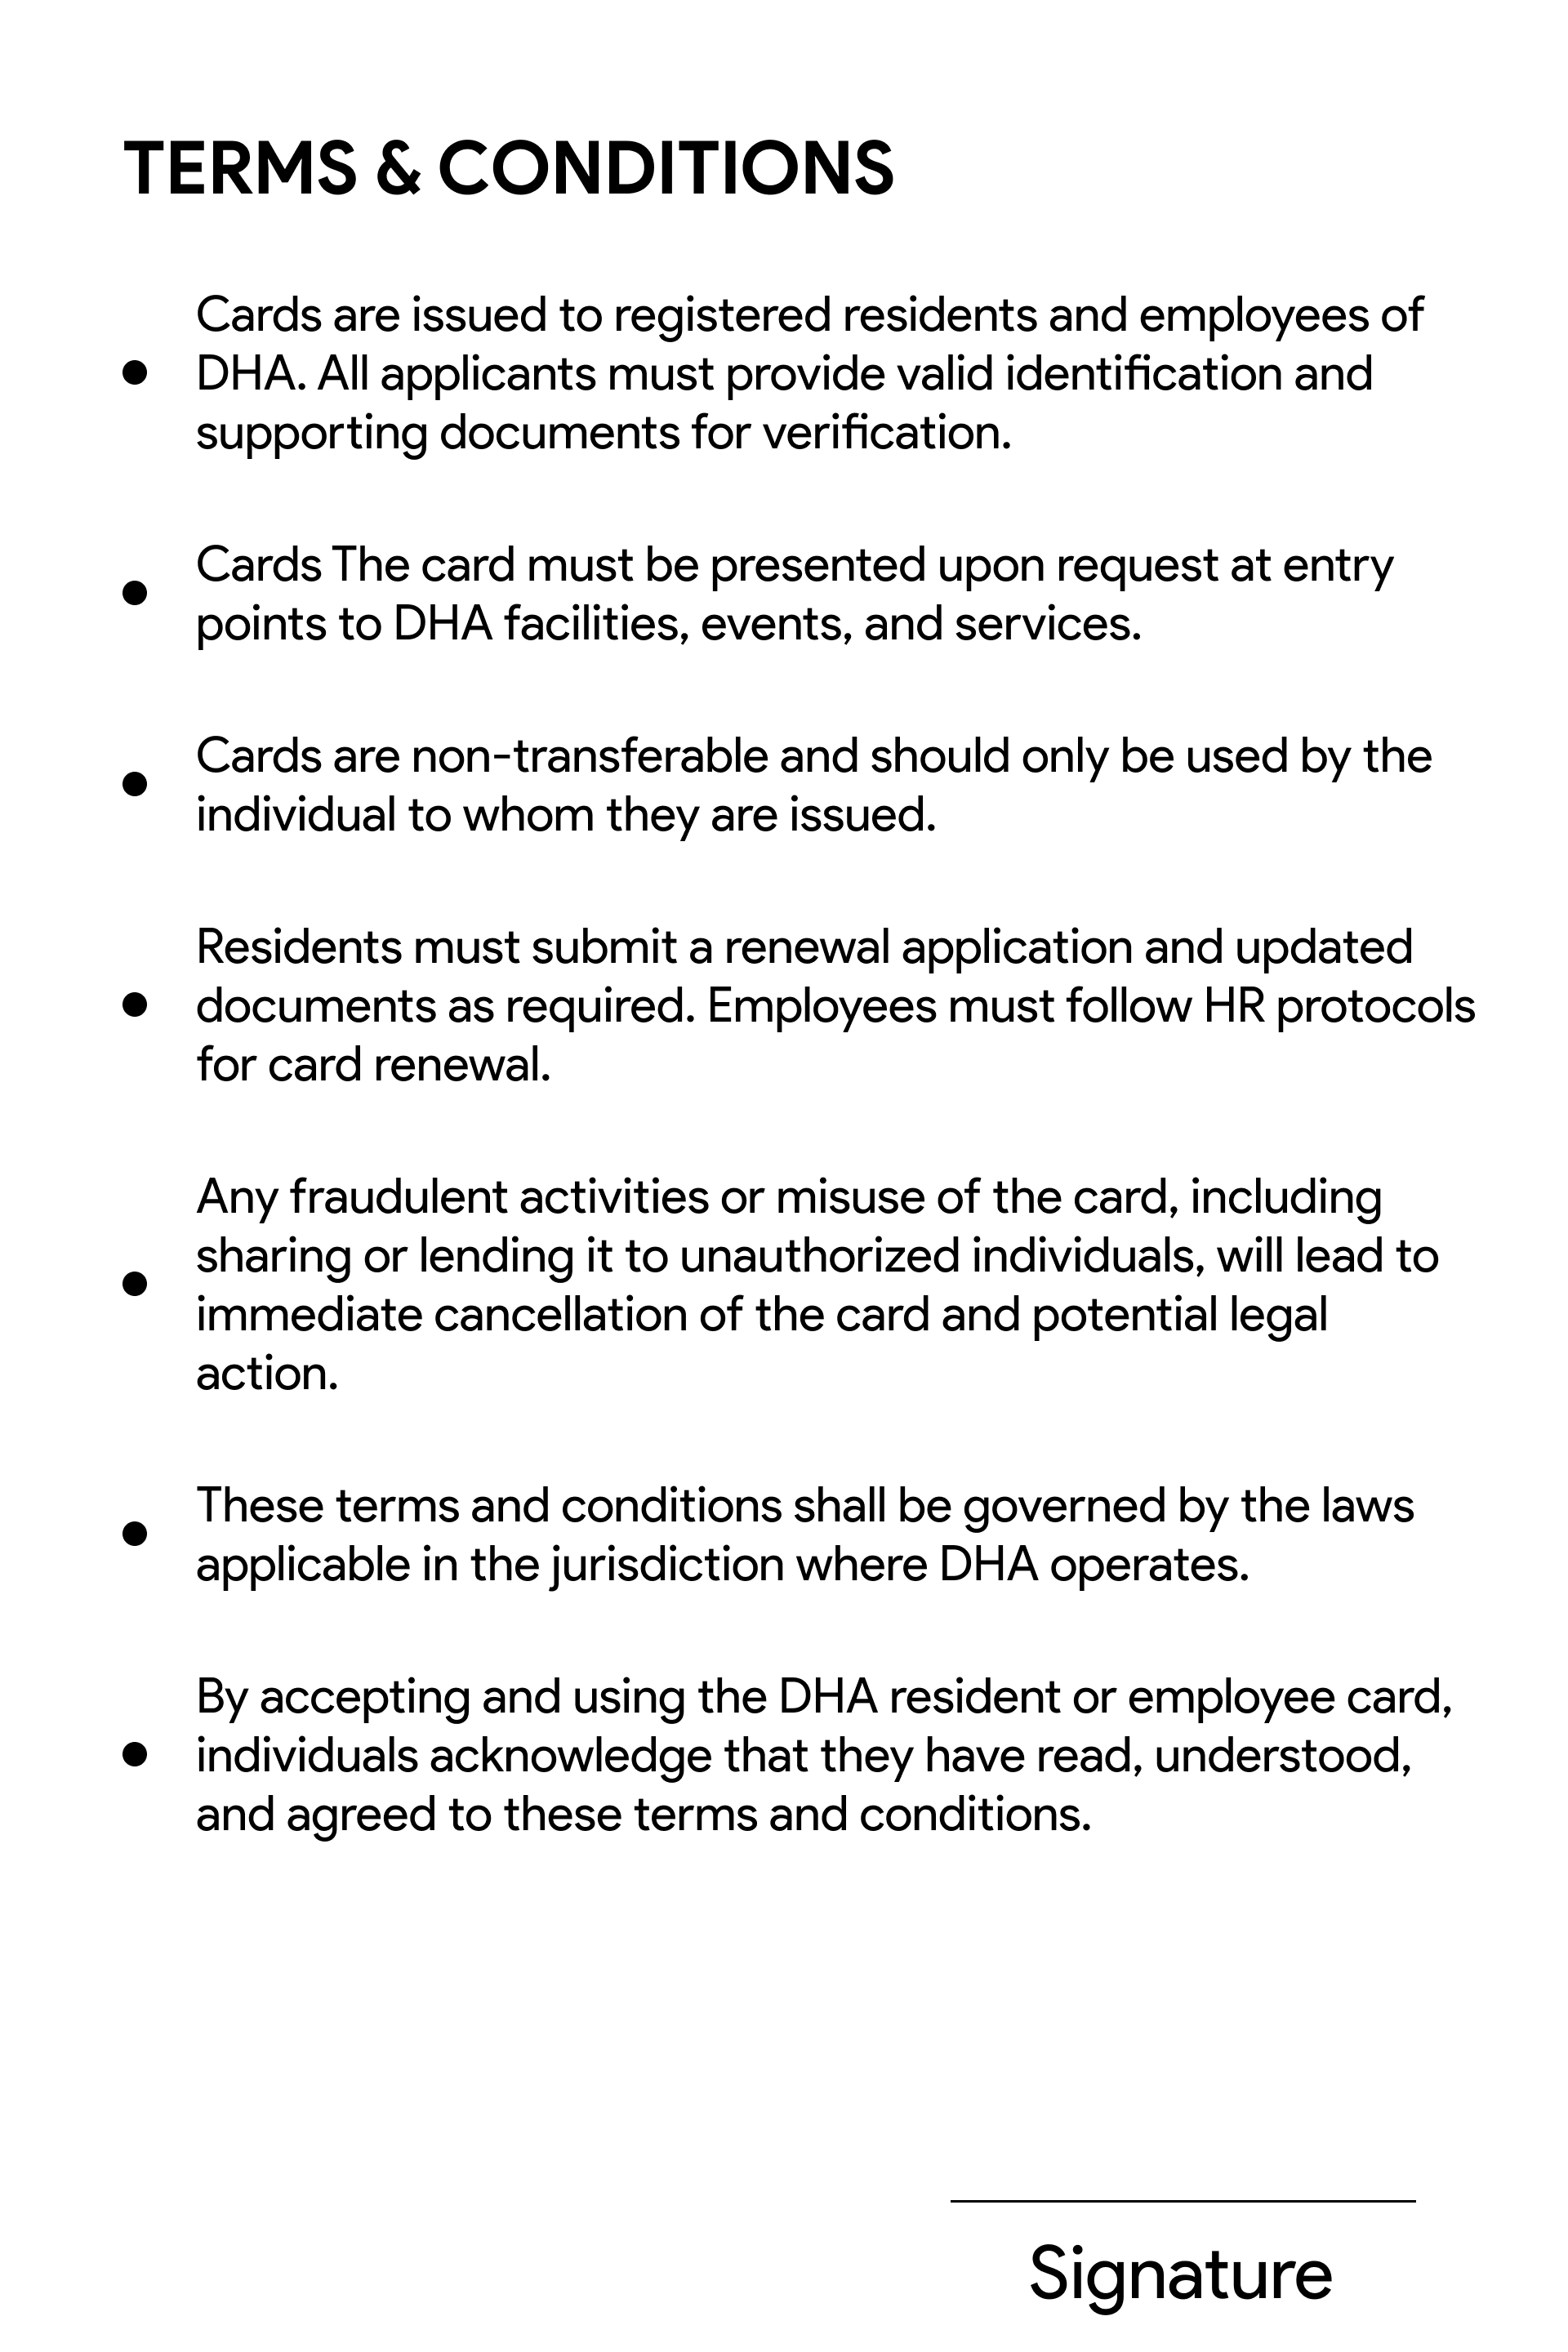 TERMS & CONDITIONS
Cards are issued to registered residents and employees of
DHA. All applicants must provide valid identification and
supporting documents for verification.
Cards The card must be presented upon request at entry
points to DHA facilities, events, and services.
Cards are non-transferable and should only be used by the
individual to whom they are issued.
Residents must submit a renewal application and updated
documents as required. Employees must follow HR protocols
for card renewal.
Any fraudulent activities or misuse of the card, including
sharing or lending it to unauthorized individuals, will lead to
immediate cancellation of the card and potential legal
action.
These terms and conditions shall be governed by the laws
applicable in the jurisdiction where DHA operates.
By accepting and using the DHA resident or employee card,
individuals acknowledge that they have read, understood,
and agreed to these terms and conditions.
Signature